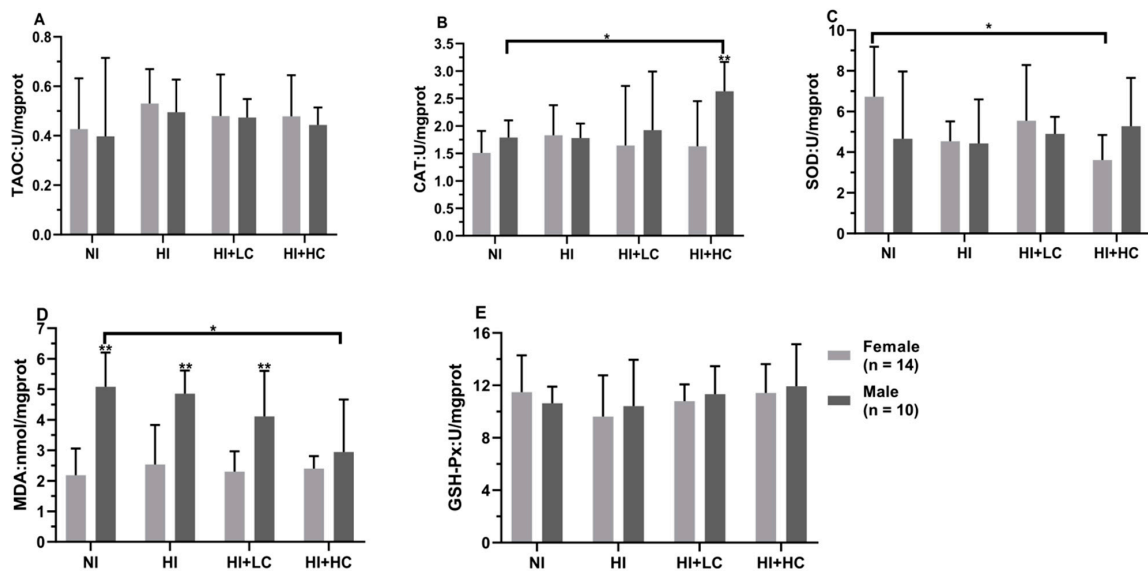 A
TAOC:U/mgprot
0.8
0.6
0.4
0.2
0.0
NI HI HI+LC HI+HC
B
CAT:U/mgprot
3.5
3.0
2.5
2.0
1.5
1.0
0.5
0.0
*
**
NI HI HI+LC HI+HC
C
SOD:U/mgprot
10
8
6
4
2
0
*
NI HI HI+LC HI+HC
D
MDA:nmol/mgprot
7
6
5
4
3
2
1
0
*
** ** **
NI HI HI+LC HI+HC
E
GSH-Px:U/mgprot
16
12
8
4
0
NI HI HI+LC HI+HC
Female
(n = 14)
Male
(n = 10)